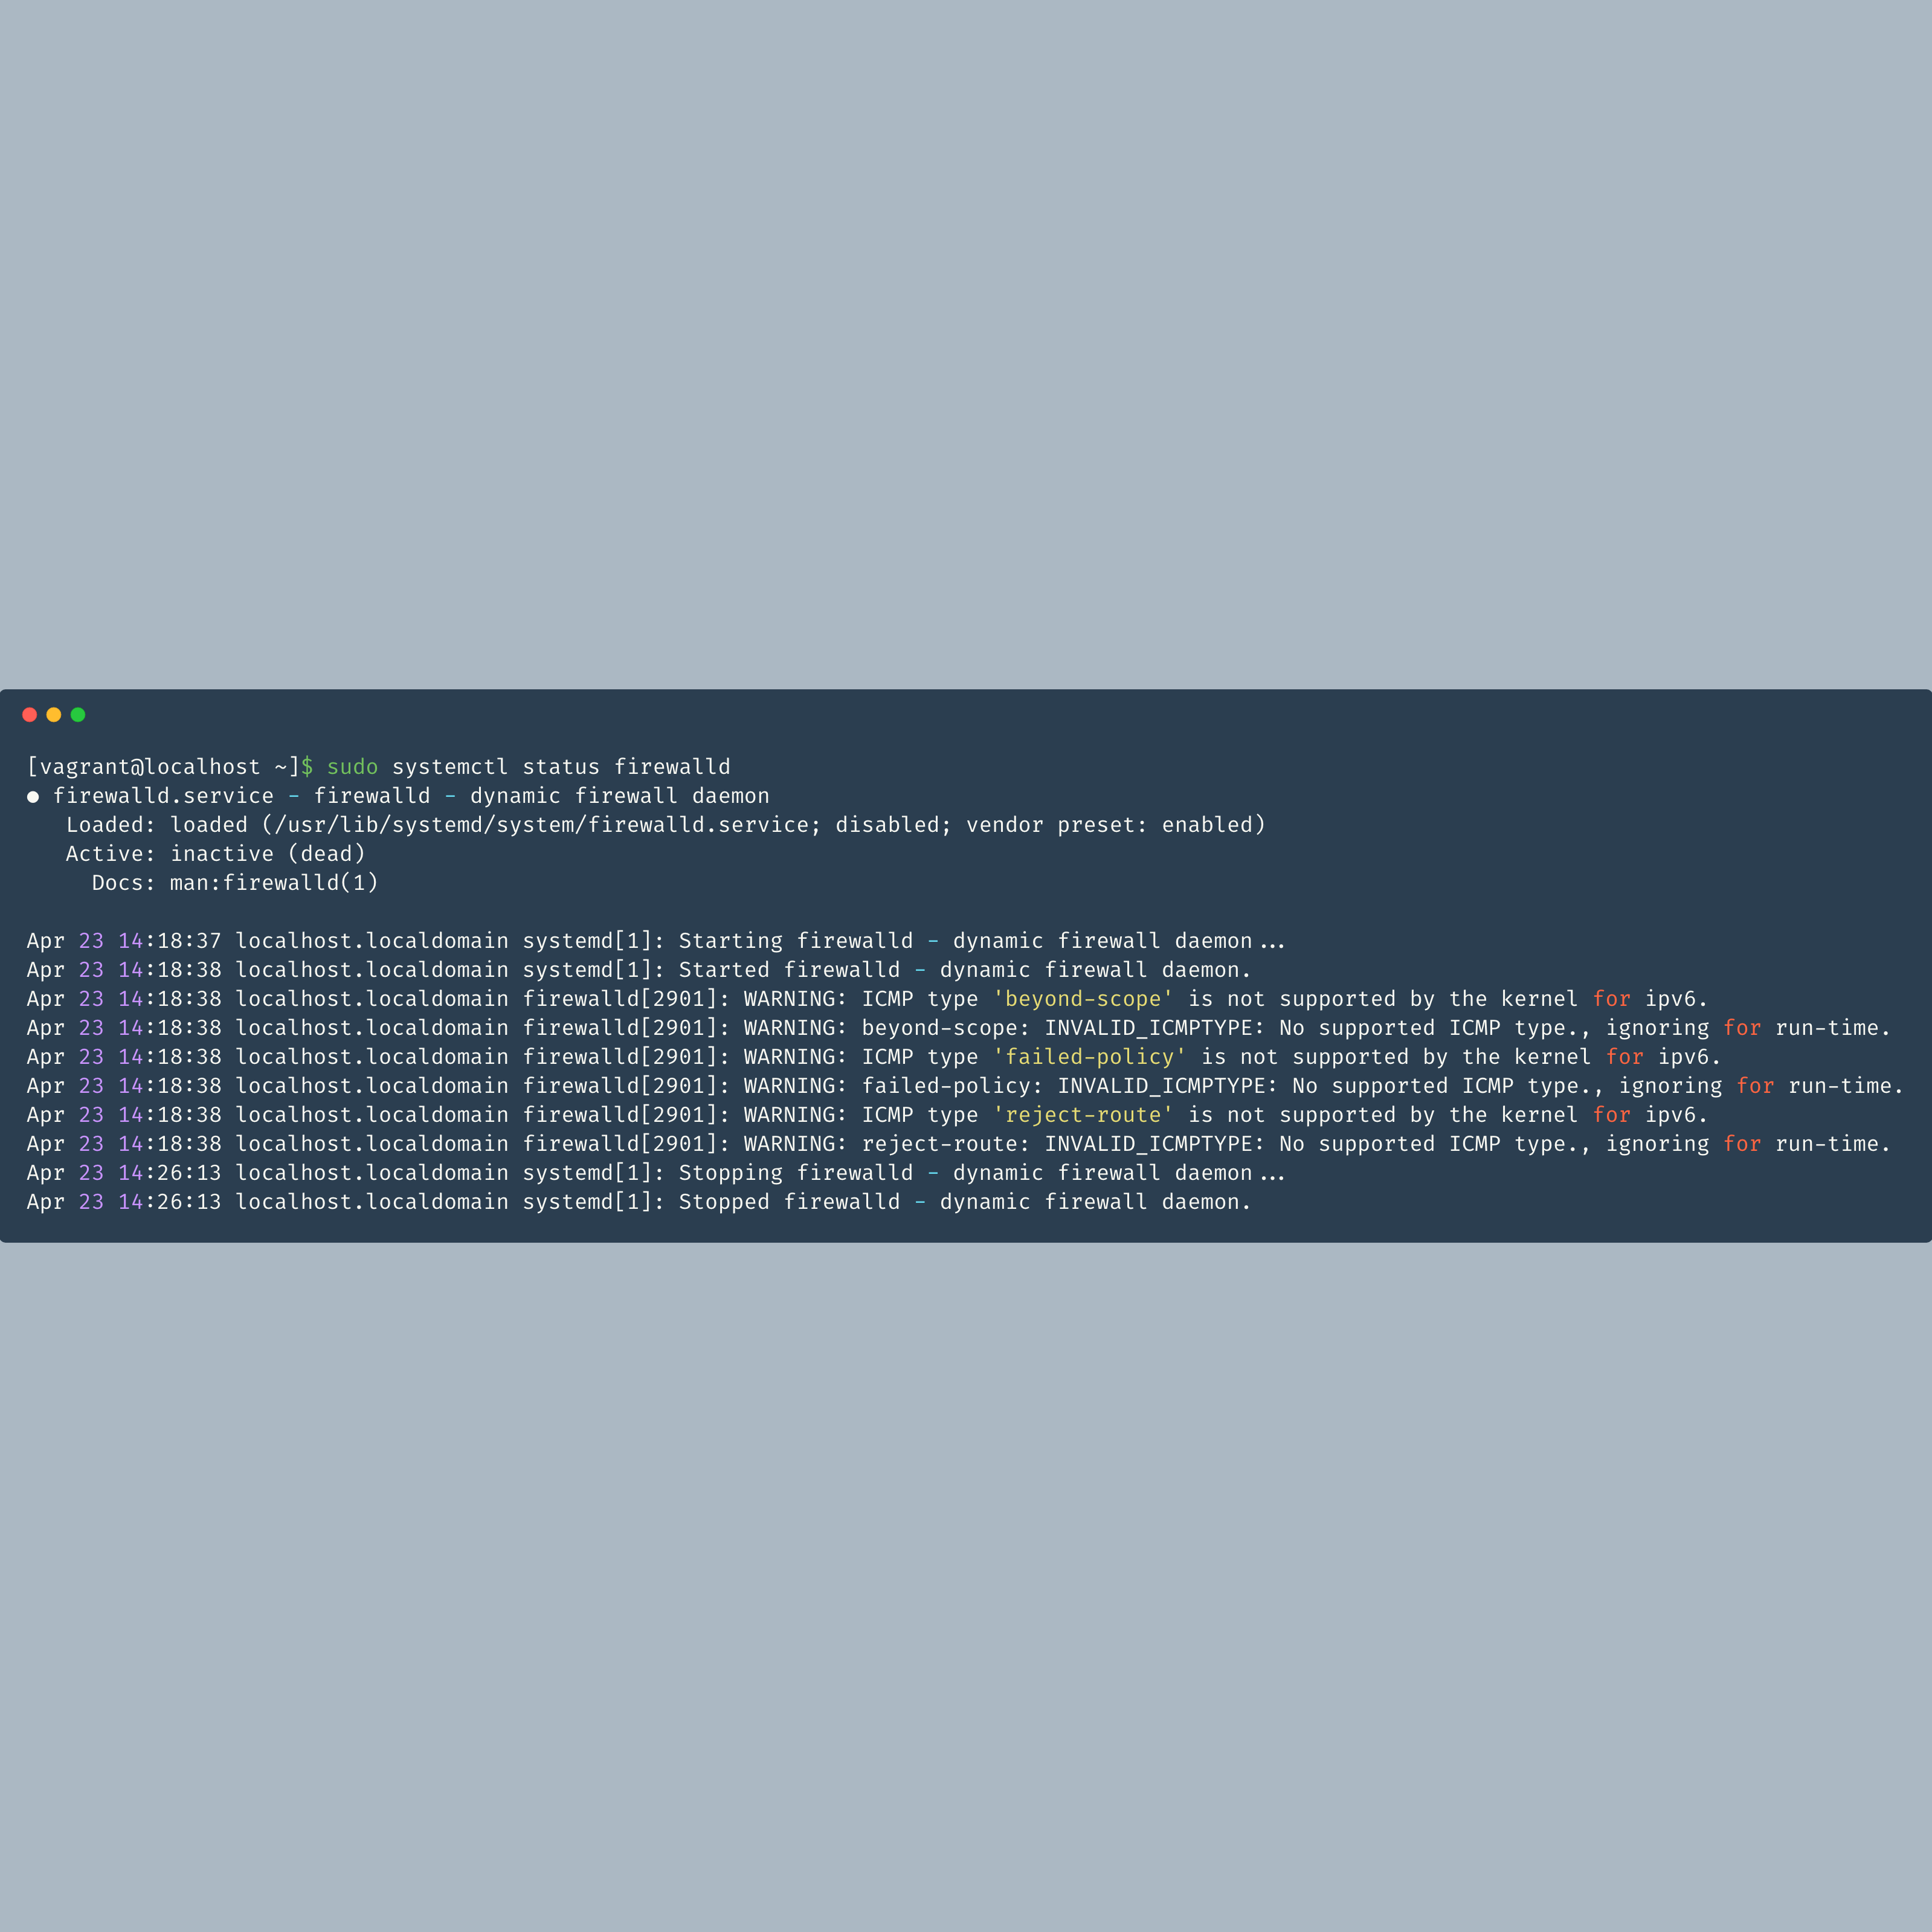 [vagrant@localhost ~]$ sudo systemctl status firewalld
● firewalld.service - firewalld - dynamic firewall daemon
   Loaded: loaded (/usr/lib/systemd/system/firewalld.service; disabled; vendor preset: enabled)
   Active: inactive (dead)
     Docs: man:firewalld(1)

Apr 23 14:18:37 localhost.localdomain systemd[1]: Starting firewalld - dynamic firewall daemon...
Apr 23 14:18:38 localhost.localdomain systemd[1]: Started firewalld - dynamic firewall daemon.
Apr 23 14:18:38 localhost.localdomain firewalld[2901]: WARNING: ICMP type 'beyond-scope' is not supported by the kernel for ipv6.
Apr 23 14:18:38 localhost.localdomain firewalld[2901]: WARNING: beyond-scope: INVALID_ICMPTYPE: No supported ICMP type., ignoring for run-time.
Apr 23 14:18:38 localhost.localdomain firewalld[2901]: WARNING: ICMP type 'failed-policy' is not supported by the kernel for ipv6.
Apr 23 14:18:38 localhost.localdomain firewalld[2901]: WARNING: failed-policy: INVALID_ICMPTYPE: No supported ICMP type., ignoring for run-time.
Apr 23 14:18:38 localhost.localdomain firewalld[2901]: WARNING: ICMP type 'reject-route' is not supported by the kernel for ipv6.
Apr 23 14:18:38 localhost.localdomain firewalld[2901]: WARNING: reject-route: INVALID_ICMPTYPE: No supported ICMP type., ignoring for run-time.
Apr 23 14:26:13 localhost.localdomain systemd[1]: Stopping firewalld - dynamic firewall daemon...
Apr 23 14:26:13 localhost.localdomain systemd[1]: Stopped firewalld - dynamic firewall daemon.